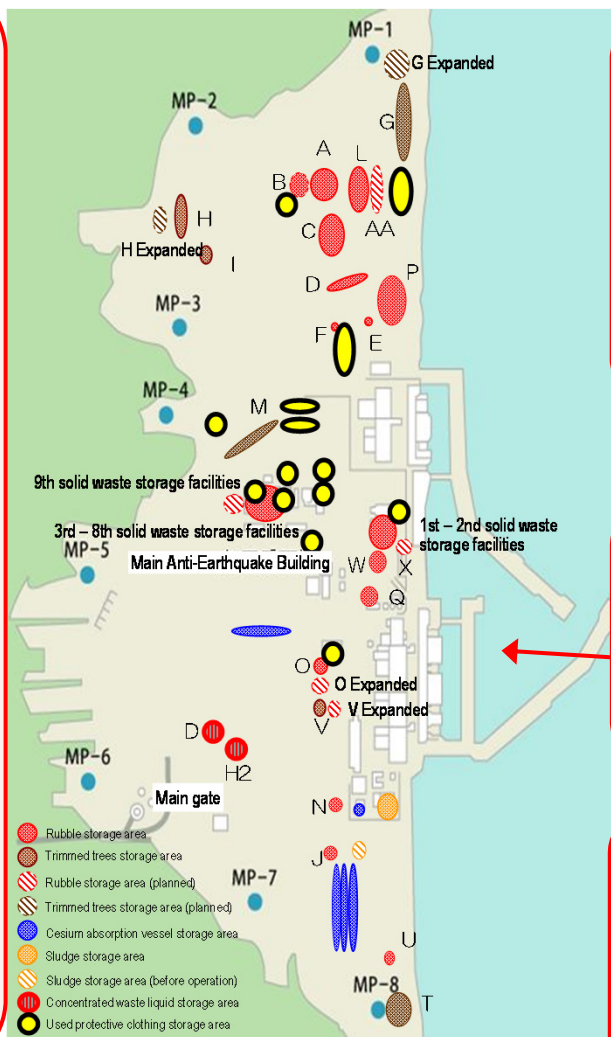 MP-1
G Expanded
MP-2
G
A
L
B
H
C
AA
H Expanded
I
D
P
MP-3
F
E
MP-4
M
9th solid waste storage facilities
3rd – 8th solid waste storage facilities
1st – 2nd solid waste
storage facilities
Main Anti-Earthquake Building
MP-5
W
X
Q
O
O Expanded
V Expanded
V
D
H2
MP-6
Main gate
N
Rubble storage area
Trimmed trees storage area
Rubble storage area (planned)
Trimmed trees storage area (planned)
Cesium absorption vessel storage area
Sludge storage area
Sludge storage area (before operation)
Concentrated waste liquid storage area
Used protective clothing storage area
J
MP-7
U
MP-8
T